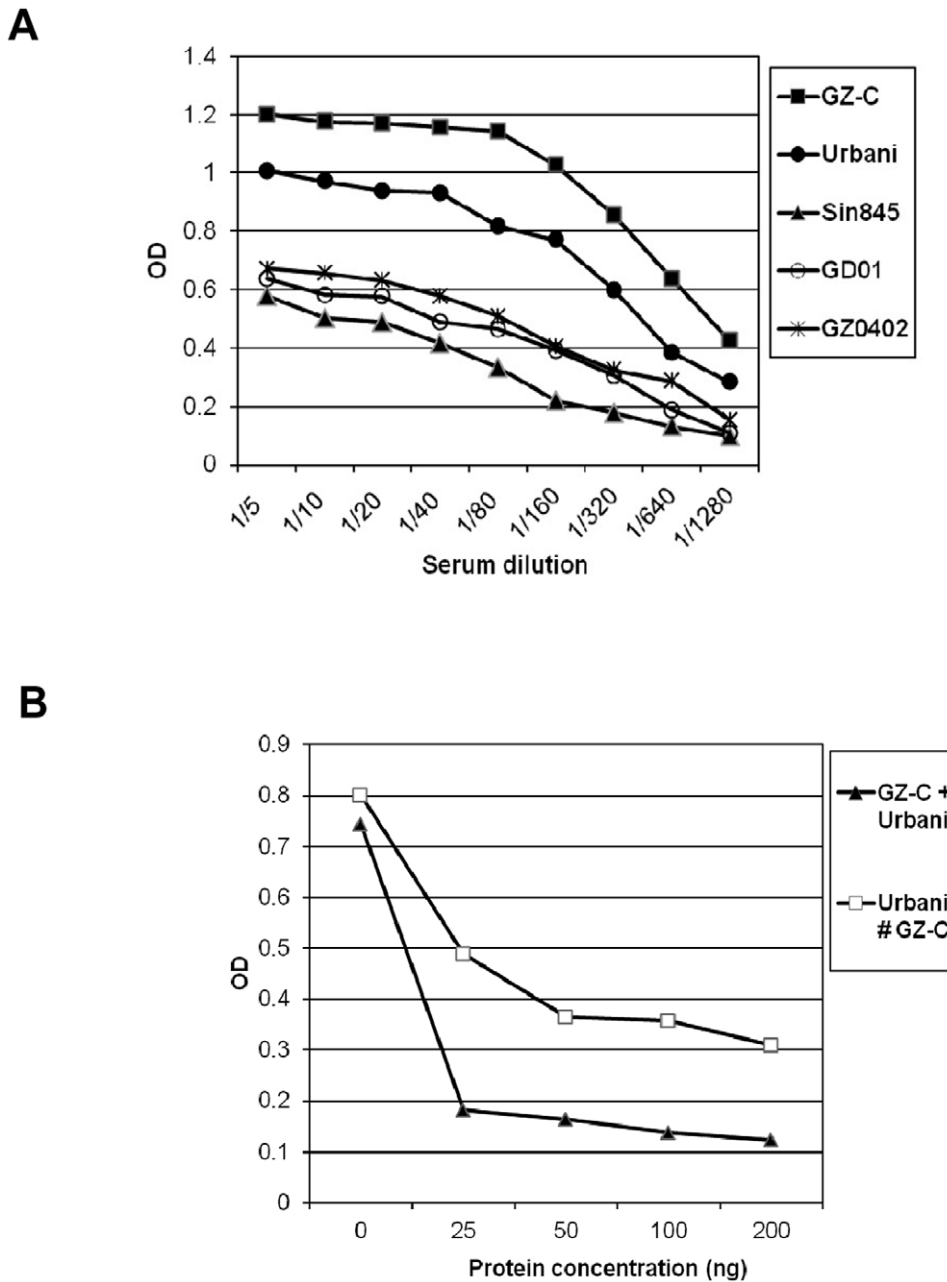 A
1.4
1.2
1
0.8
0.6
0.4
0.2
0
OD
1/5
1/10
1/20
1/40
1/80
1/160
1/320
1/640
1/1280
Serum dilution
GZ-C
Urbani
Sin845
GD01
GZ0402
B
0.9
0.8
0.7
0.6
0.5
0.4
0.3
0.2
0.1
0
OD
0
25
50
100
200
Protein concentration (ng)
GZ-C +
Urbani
Urbani
# GZ-C